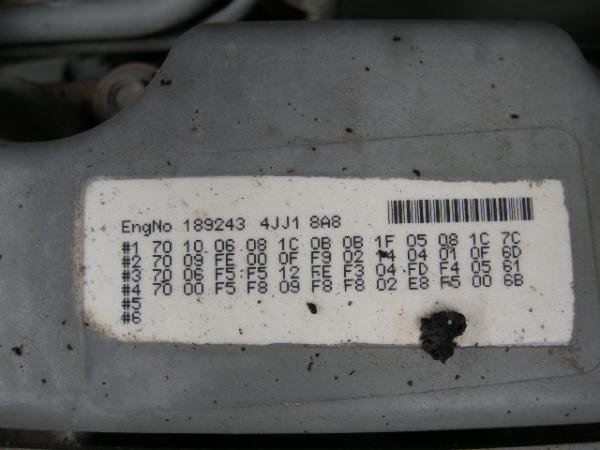 EngNo 189243 4JJ1 8A8
#1 70 10 06 08 1C 0B 0B 1F 05 08 1C 7C
#2 70 09 FE 00 0F F9 02 14 04 01 0F 6D
#3 70 06 F5 F5 12 FE F3 04 FD F4 05 61
#4 70 00 F5 F8 09 F8 F8 02 E8 F5 00 6B
#5
#6